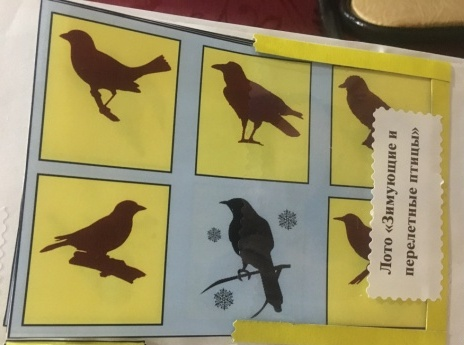 Лото «Зимующие и
перелетные птицы»